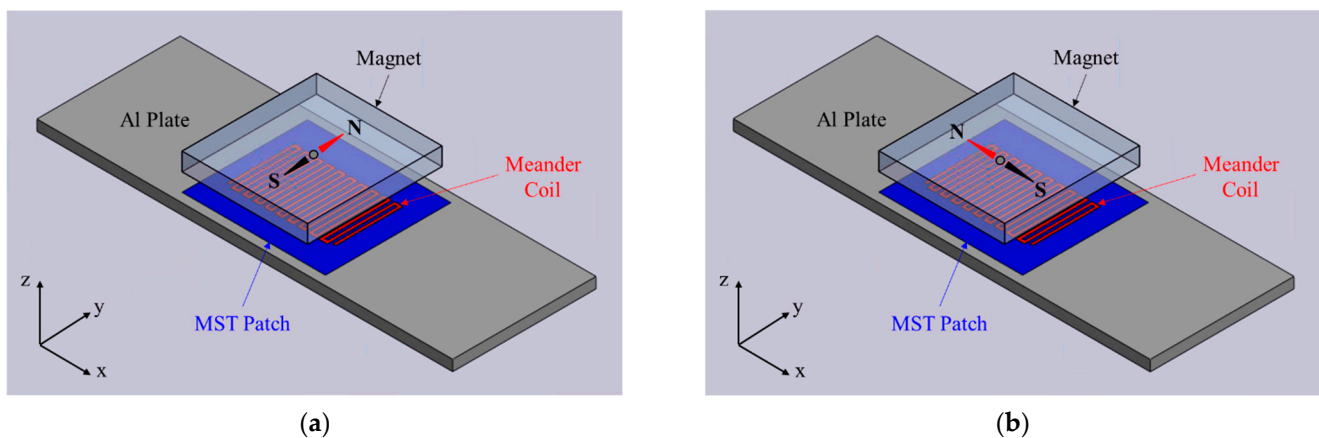 Magnet
Al Plate
N
S
Meander
Coil
MST Patch
z
y
x
(a)
Magnet
Al Plate
N
S
Meander
Coil
MST Patch
z
y
x
(b)